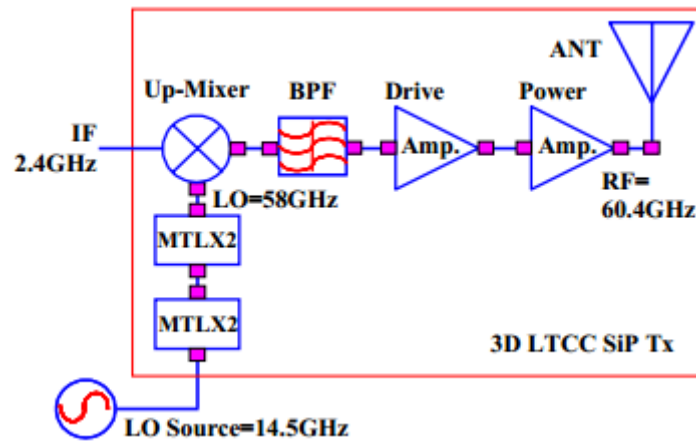 ANT
Up-Mixer
BPF
Drive
Power
IF
2.4GHz
Amp.
Amp.
LO=58GHz
RF=
60.4GHz
MTLX2
MTLX2
3D LTCC SiP Tx
LO Source=14.5GHz